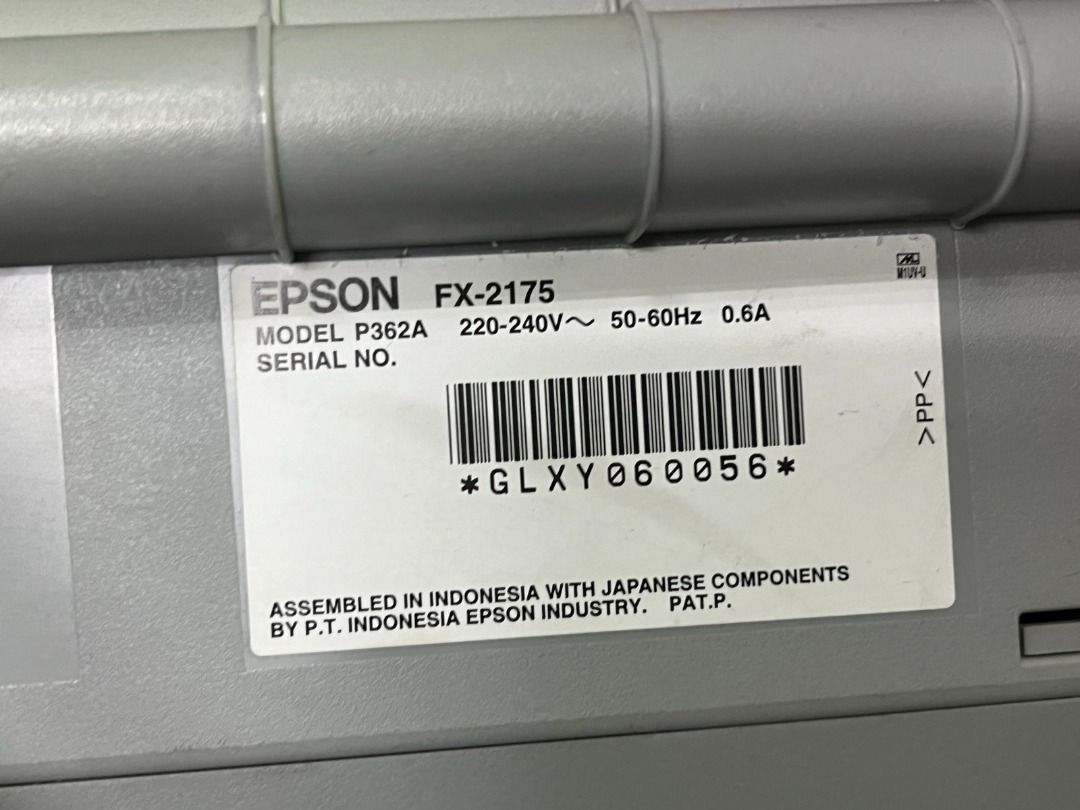 EPSON FX-2175
MODEL P362A 220-240V～ 50-60Hz 0.6A
SERIAL NO.
*GLXY060056*
ASSEMBLED IN INDONESIA WITH JAPANESE COMPONENTS
BY P.T. INDONESIA EPSON INDUSTRY. PAT.P.
M1UV-U
>PP<